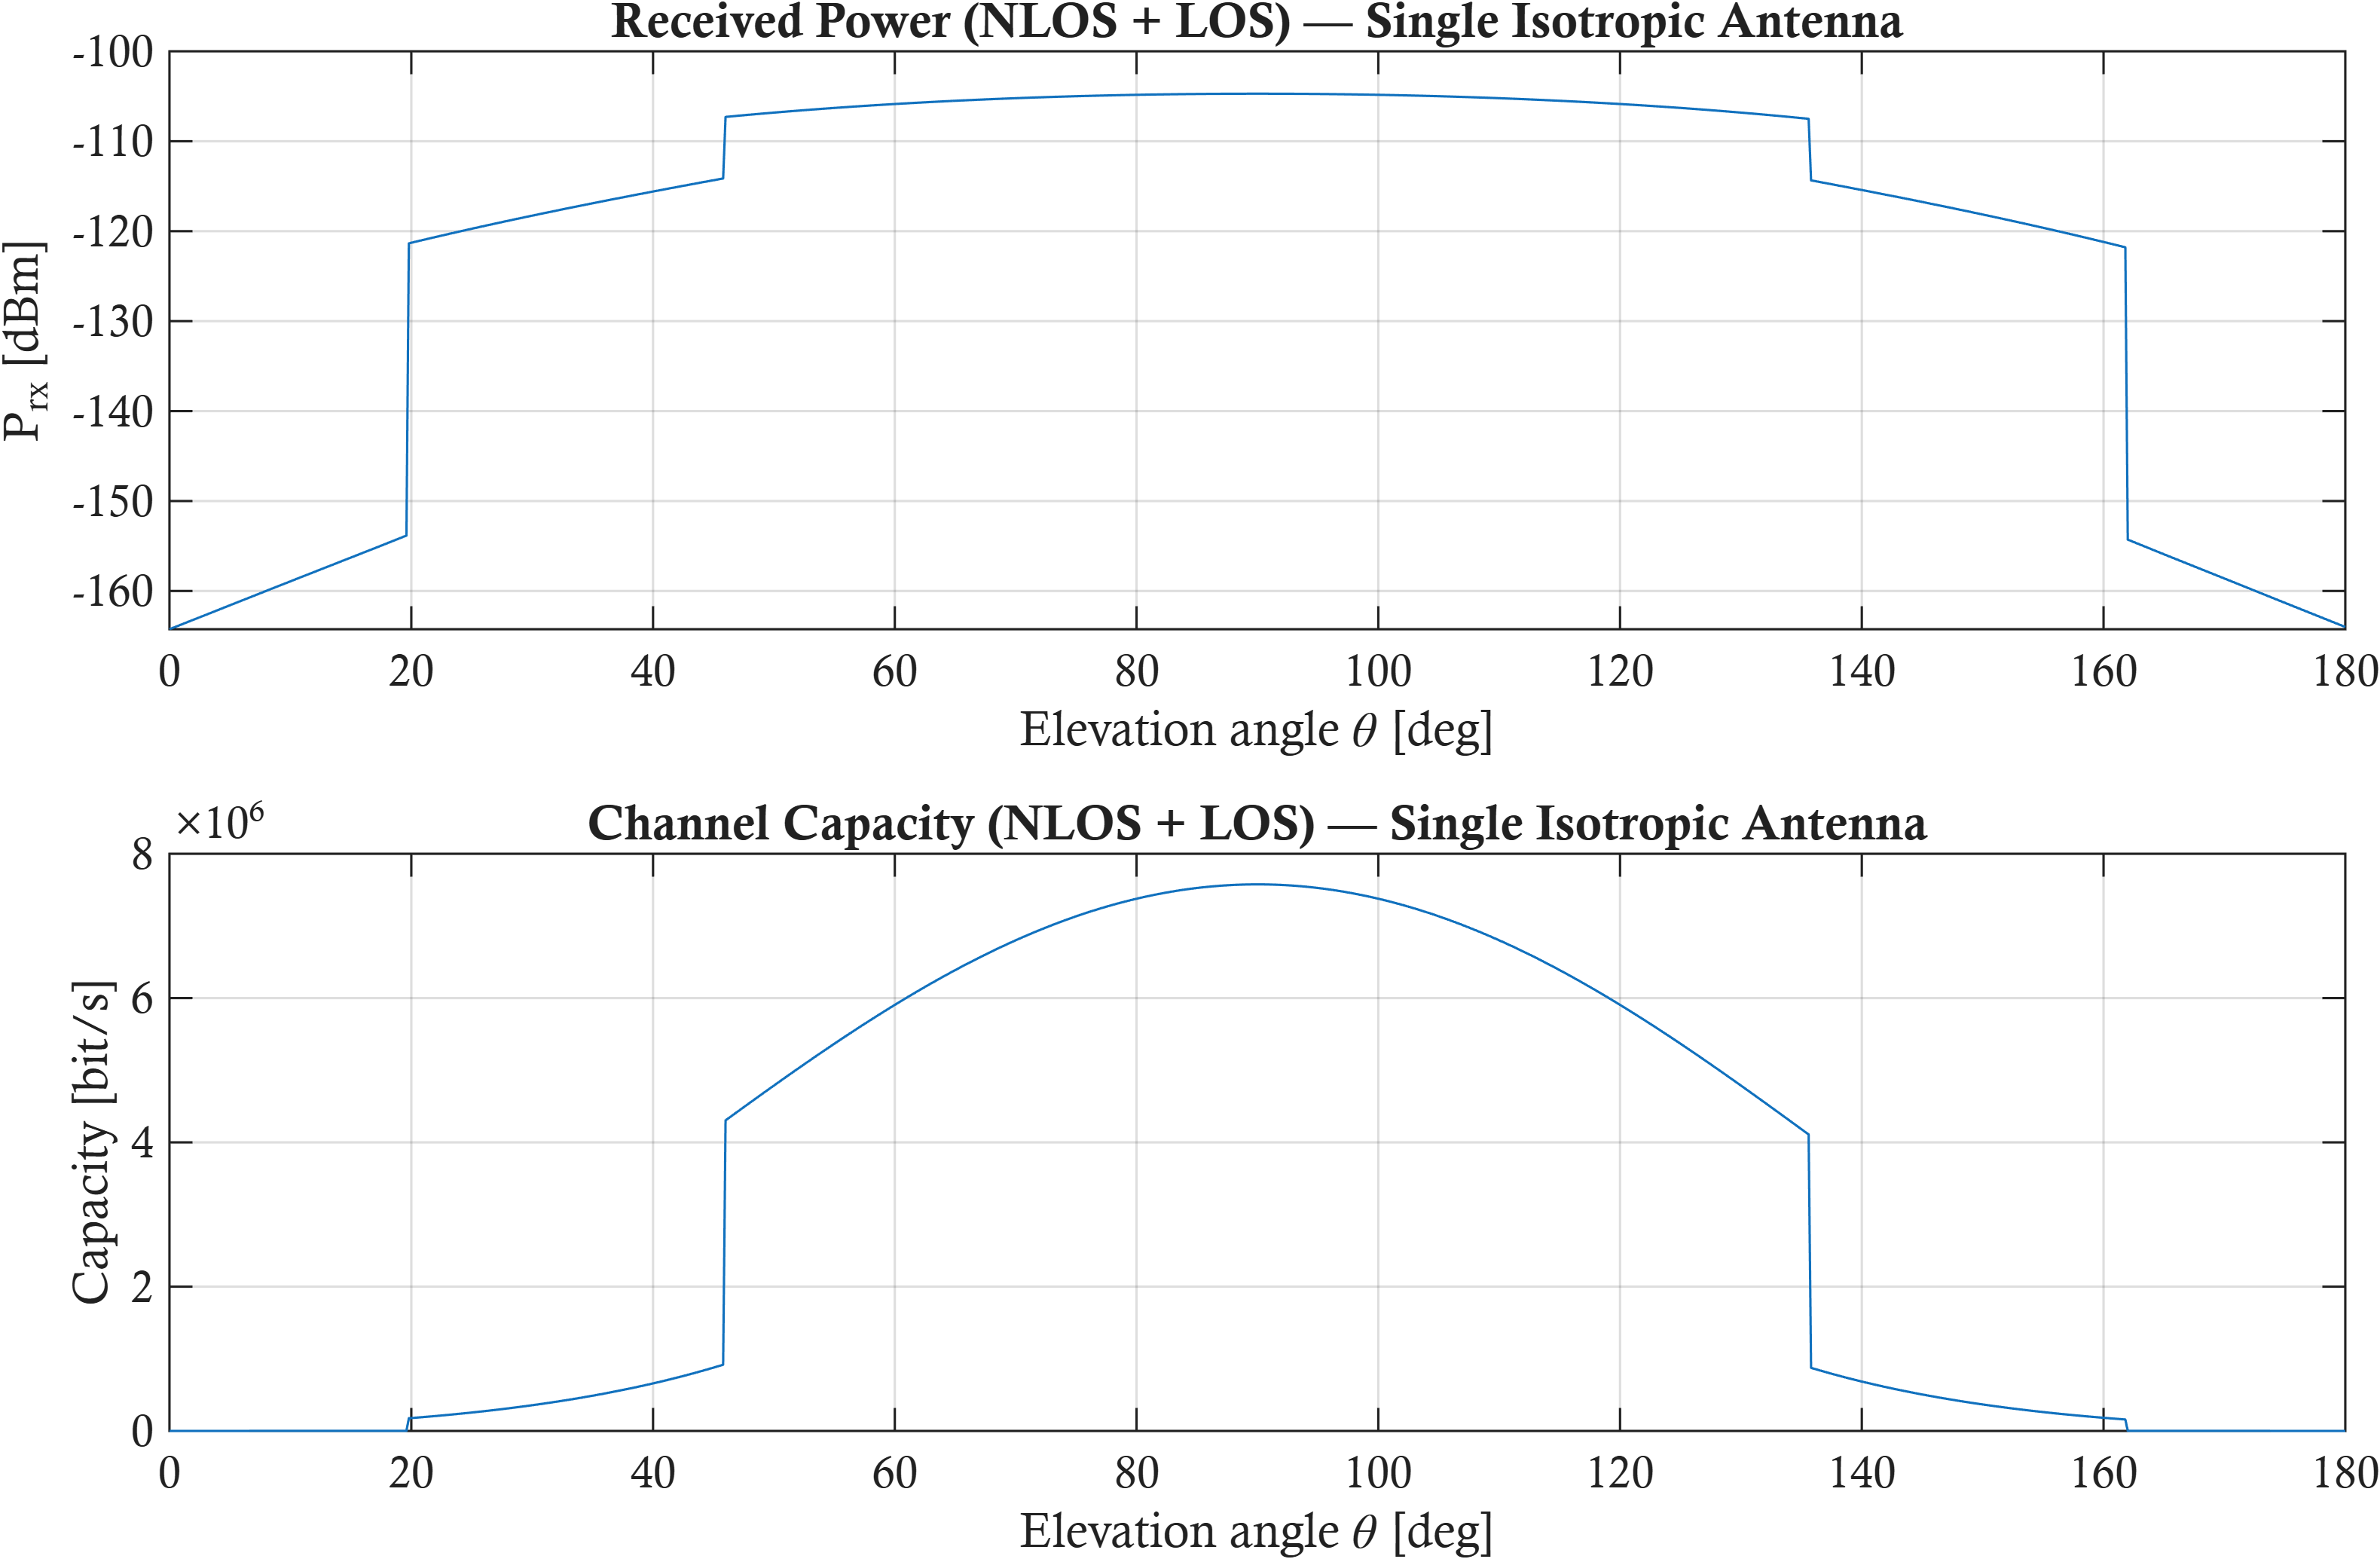 Received Power (NLOS + LOS) — Single Isotropic Antenna
-100
-110
-120
-130
-140
-150
-160
P_rx [dBm]
0 20 40 60 80 100 120 140 160 180
Elevation angle θ [deg]
×10⁶
Channel Capacity (NLOS + LOS) — Single Isotropic Antenna
8
6
4
2
0
Capacity [bit/s]
0 20 40 60 80 100 120 140 160 180
Elevation angle θ [deg]